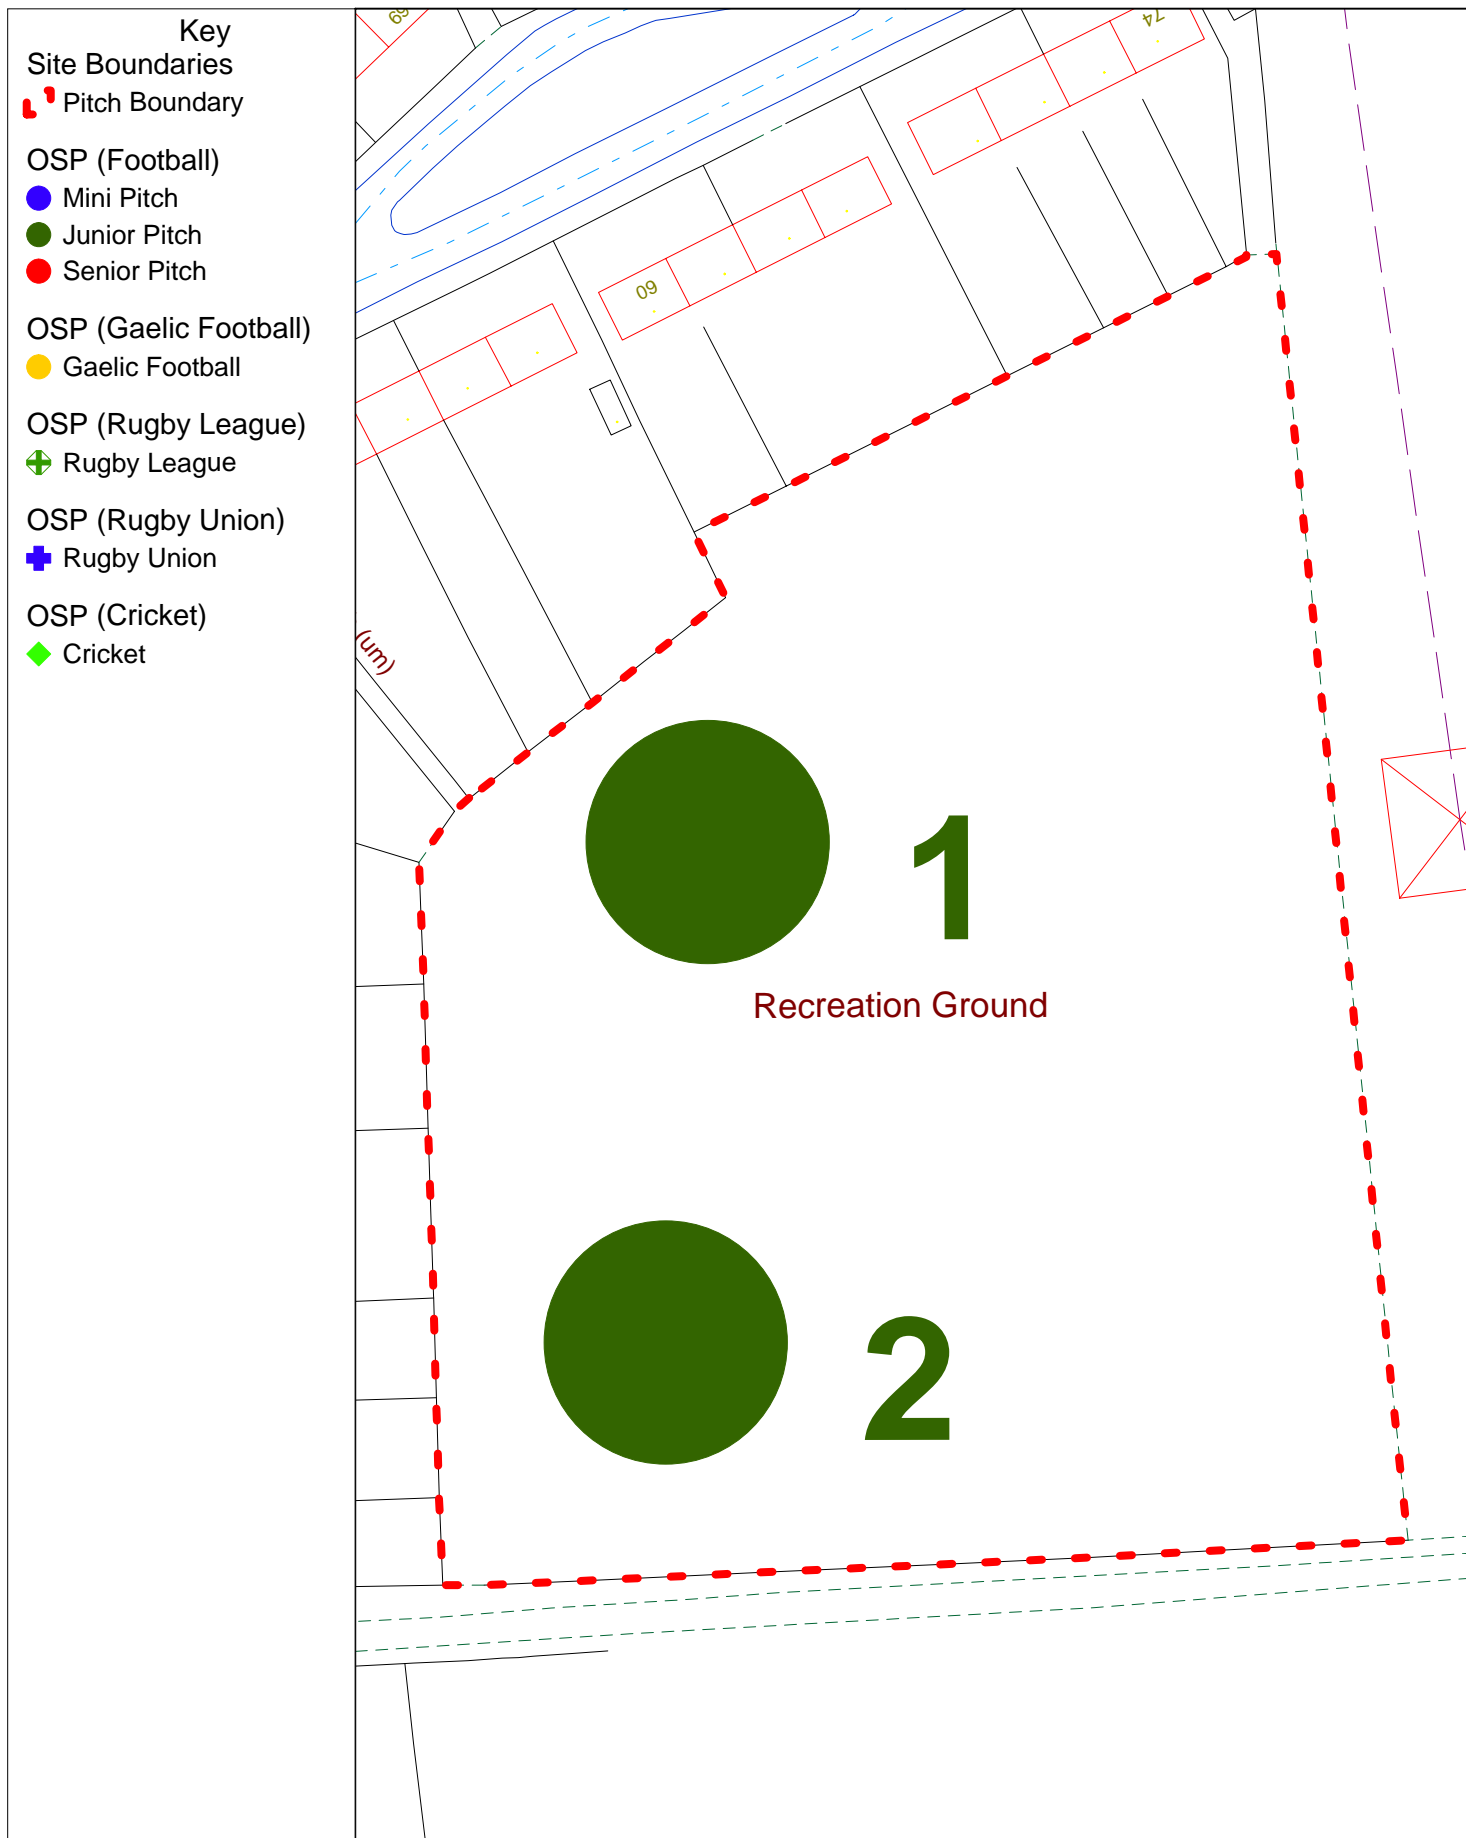 Key
Site Boundaries
Pitch Boundary
OSP (Football)
Mini Pitch
Junior Pitch
Senior Pitch
OSP (Gaelic Football)
Gaelic Football
OSP (Rugby League)
Rugby League
OSP (Rugby Union)
Rugby Union
OSP (Cricket)
Cricket
69
74
60
(um)
1
Recreation Ground
2